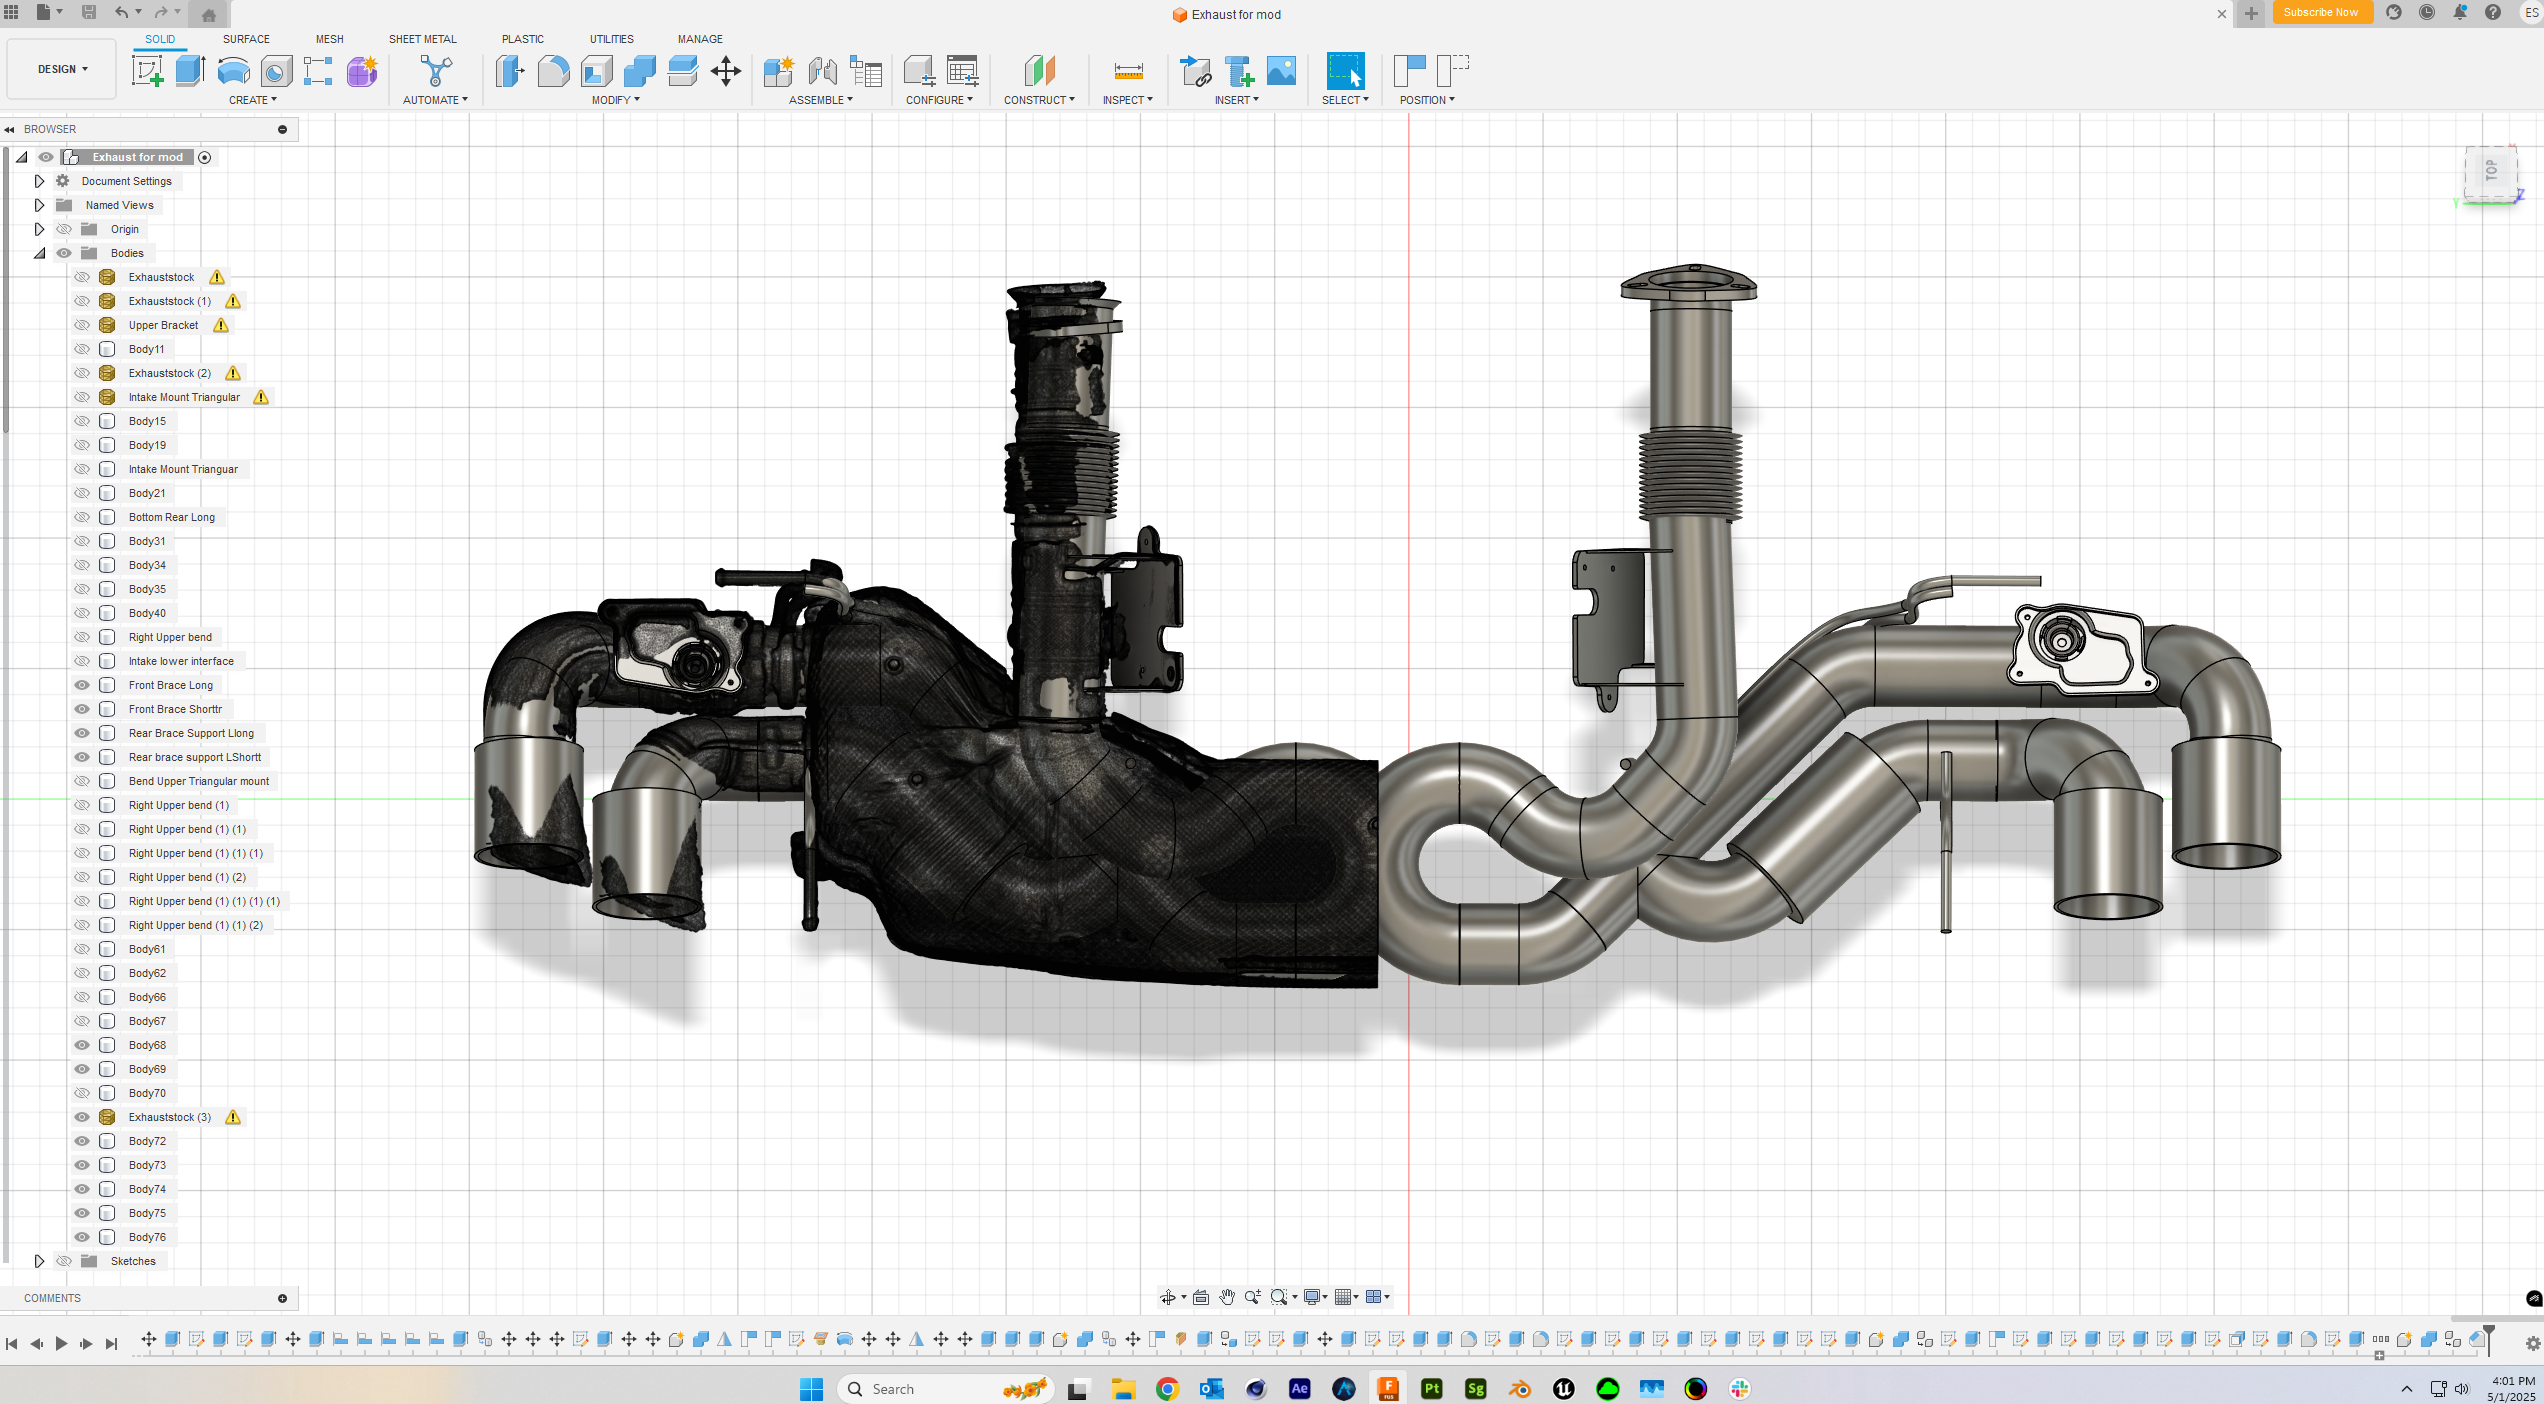 Exhaust for mod
Subscribe Now
ES
SOLID
SURFACE
MESH
SHEET METAL
PLASTIC
UTILITIES
MANAGE
DESIGN
CREATE
AUTOMATE
MODIFY
ASSEMBLE
CONFIGURE
CONSTRUCT
INSPECT
INSERT
SELECT
POSITION
BROWSER
Exhaust for mod
Document Settings
Named Views
Origin
Bodies
Exhauststock
Exhauststock (1)
Upper Bracket
Body11
Exhauststock (2)
Intake Mount Triangular
Body15
Body19
Intake Mount Trianguar
Body21
Bottom Rear Long
Body31
Body34
Body35
Body40
Right Upper bend
Intake lower interface
Front Brace Long
Front Brace Shorttr
Rear Brace Support Llong
Rear brace support LShortt
Bend Upper Triangular mount
Right Upper bend (1)
Right Upper bend (1) (1)
Right Upper bend (1) (1) (1)
Right Upper bend (1) (2)
Right Upper bend (1) (1) (1) (1)
Right Upper bend (1) (1) (2)
Body61
Body62
Body66
Body67
Body68
Body69
Body70
Exhauststock (3)
Body72
Body73
Body74
Body75
Body76
Sketches
TOP
Y
Z
COMMENTS
Search
Ae
F
FUS
Pt
Sg
4:01 PM
5/1/2025